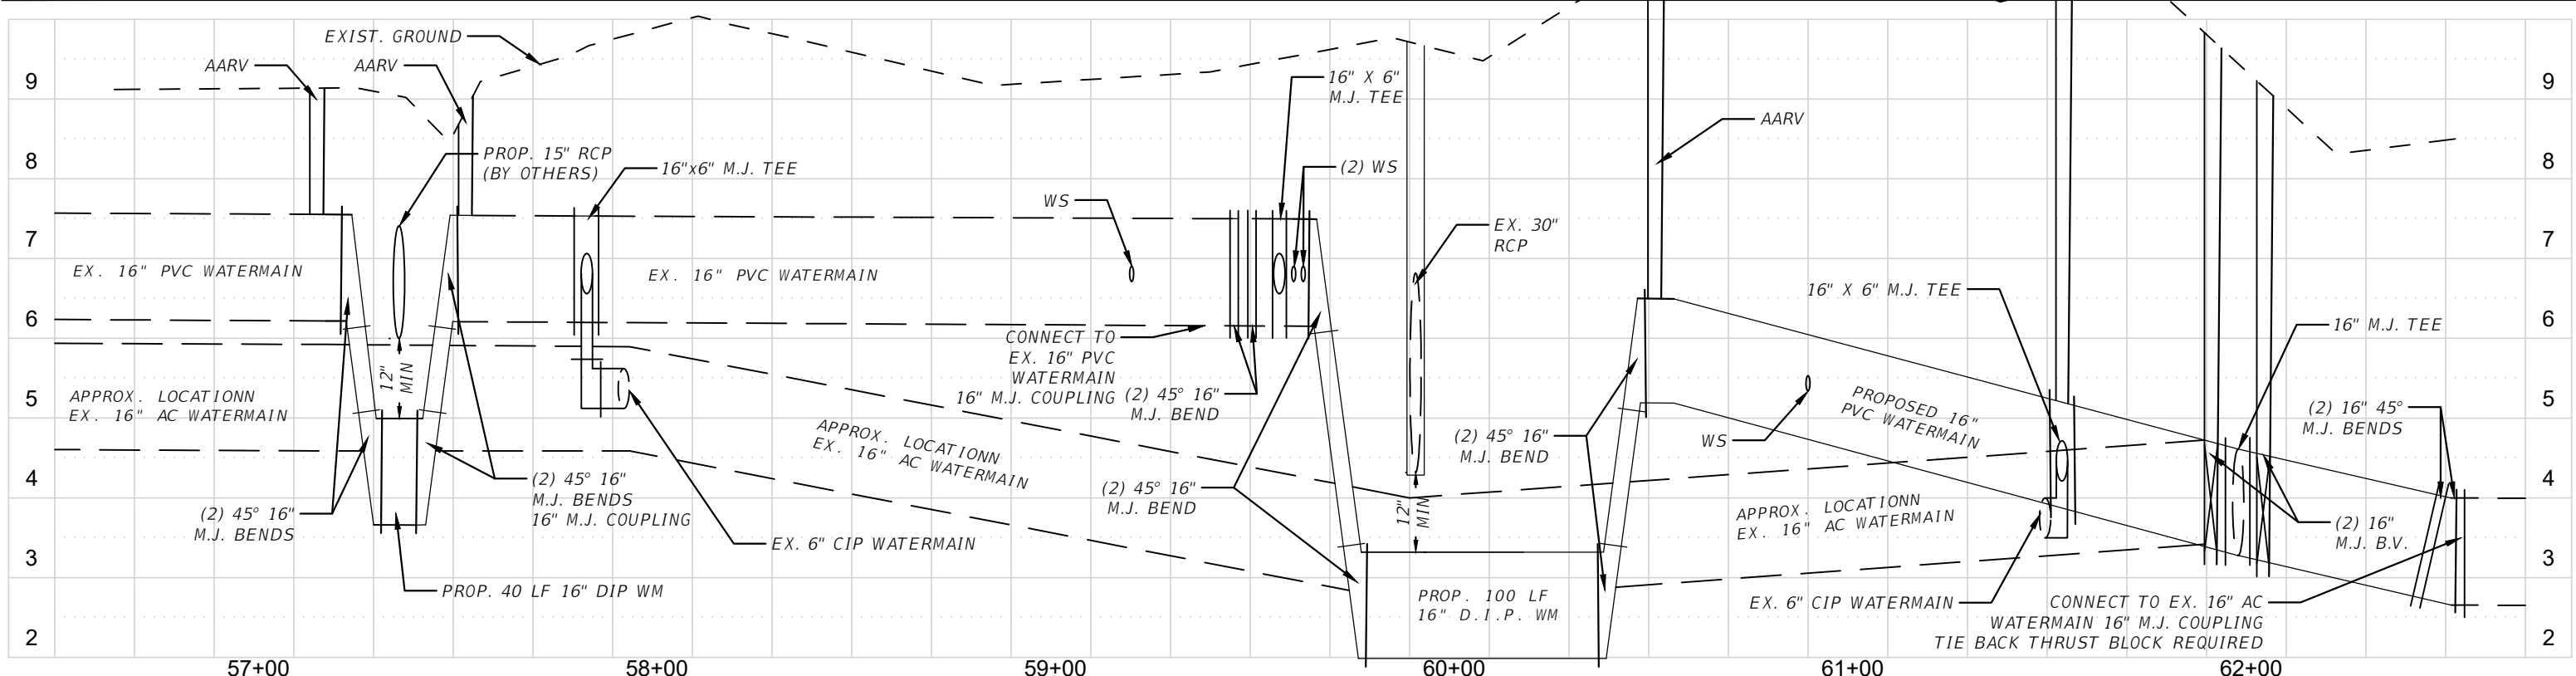 EXIST. GROUND
AARV
AARV
9
9
16" X 6"
M.J. TEE
AARV
8
8
PROP. 15" RCP
(BY OTHERS)
16"x6" M.J. TEE
WS
(2) WS
EX. 30"
RCP
7
7
EX. 16" PVC WATERMAIN
EX. 16" PVC WATERMAIN
16" X 6" M.J. TEE
16" M.J. TEE
6
6
CONNECT TO
EX. 16" PVC
WATERMAIN
16" M.J. COUPLING
(2) 45° 16"
M.J. BEND
12"
MIN
5
5
APPROX. LOCATIONN
EX. 16" AC WATERMAIN
APPROX. LOCATIONN
EX. 16" AC WATERMAIN
PROPOSED 16"
PVC WATERMAIN
WS
(2) 45° 16"
M.J. BEND
(2) 16" 45°
M.J. BENDS
4
4
(2) 45° 16"
M.J. BENDS
(2) 45° 16"
M.J. BENDS
16" M.J. COUPLING
(2) 45° 16"
M.J. BEND
12"
MIN
APPROX. LOCATIONN
EX. 16" AC WATERMAIN
(2) 16"
M.J. B.V.
EX. 6" CIP WATERMAIN
3
3
PROP. 40 LF 16" DIP WM
PROP. 100 LF
16" D.I.P. WM
EX. 6" CIP WATERMAIN
CONNECT TO EX. 16" AC
WATERMAIN 16" M.J. COUPLING
TIE BACK THRUST BLOCK REQUIRED
2
2
57+00
58+00
59+00
60+00
61+00
62+00